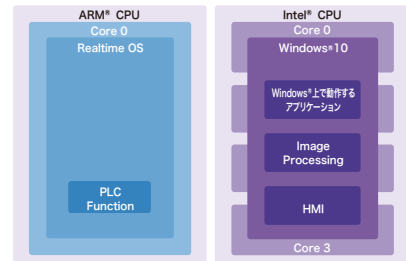 ARM® CPU
Core 0
Realtime OS
PLC
Function
Intel® CPU
Core 0
Windows®10
Windows®上で動作する
アプリケーション
Image
Processing
HMI
Core 3